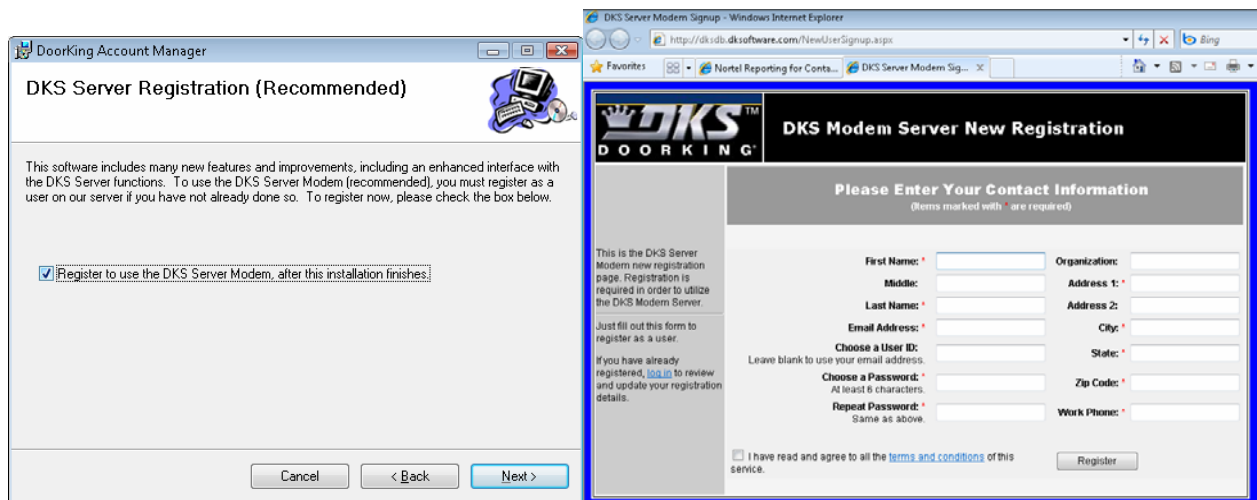 DoorKing Account Manager
DKS Server Registration (Recommended)
This software includes many new features and improvements, including an enhanced interface with
the DKS Server functions. To use the DKS Server Modem (recommended), you must register as a
user on our server if you have not already done so. To register now, please check the box below.
Register to use the DKS Server Modem, after this installation finishes.
Cancel
< Back
Next >
DKS Server Modem Signup - Windows Internet Explorer
http://dksdb.dksoftware.com/NewUserSignup.aspx
Bing
Favorites
Nortel Reporting for Conta...
DKS Server Modem Sig...
DKS™
DOORKING®
DKS Modem Server New Registration
Please Enter Your Contact Information
(Items marked with * are required)
This is the DKS Server
Modem new registration
page. Registration is
required in order to utilize
the DKS Modem Server.
Just fill out this form to
register as a user.
If you have already
registered, log in to review
and update your registration
details.
First Name: *
Organization:
Middle:
Address 1: *
Last Name: *
Address 2:
Email Address: *
City: *
Choose a User ID:
Leave blank to use your email address.
State: *
Choose a Password: *
At least 6 characters.
Zip Code: *
Repeat Password: *
Same as above.
Work Phone: *
I have read and agree to all the terms and conditions of this
service.
Register